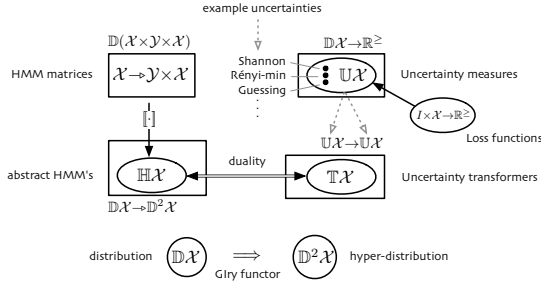 example uncertainties
𝔻(𝒳×𝒴×𝒳)
𝔻𝒳→ℝ≥
HMM matrices
𝒳⇾𝒴×𝒳
Shannon
Rényi-min
Guessing
𝕌𝒳
Uncertainty measures
I×𝒳→ℝ≥
Loss functions
⟦·⟧
𝕌𝒳→𝕌𝒳
abstract HMM's
ℍ𝒳
duality
𝕋𝒳
Uncertainty transformers
𝔻𝒳⇾𝔻²𝒳
distribution
𝔻𝒳
⟹
𝔻²𝒳
hyper-distribution
GIry functor